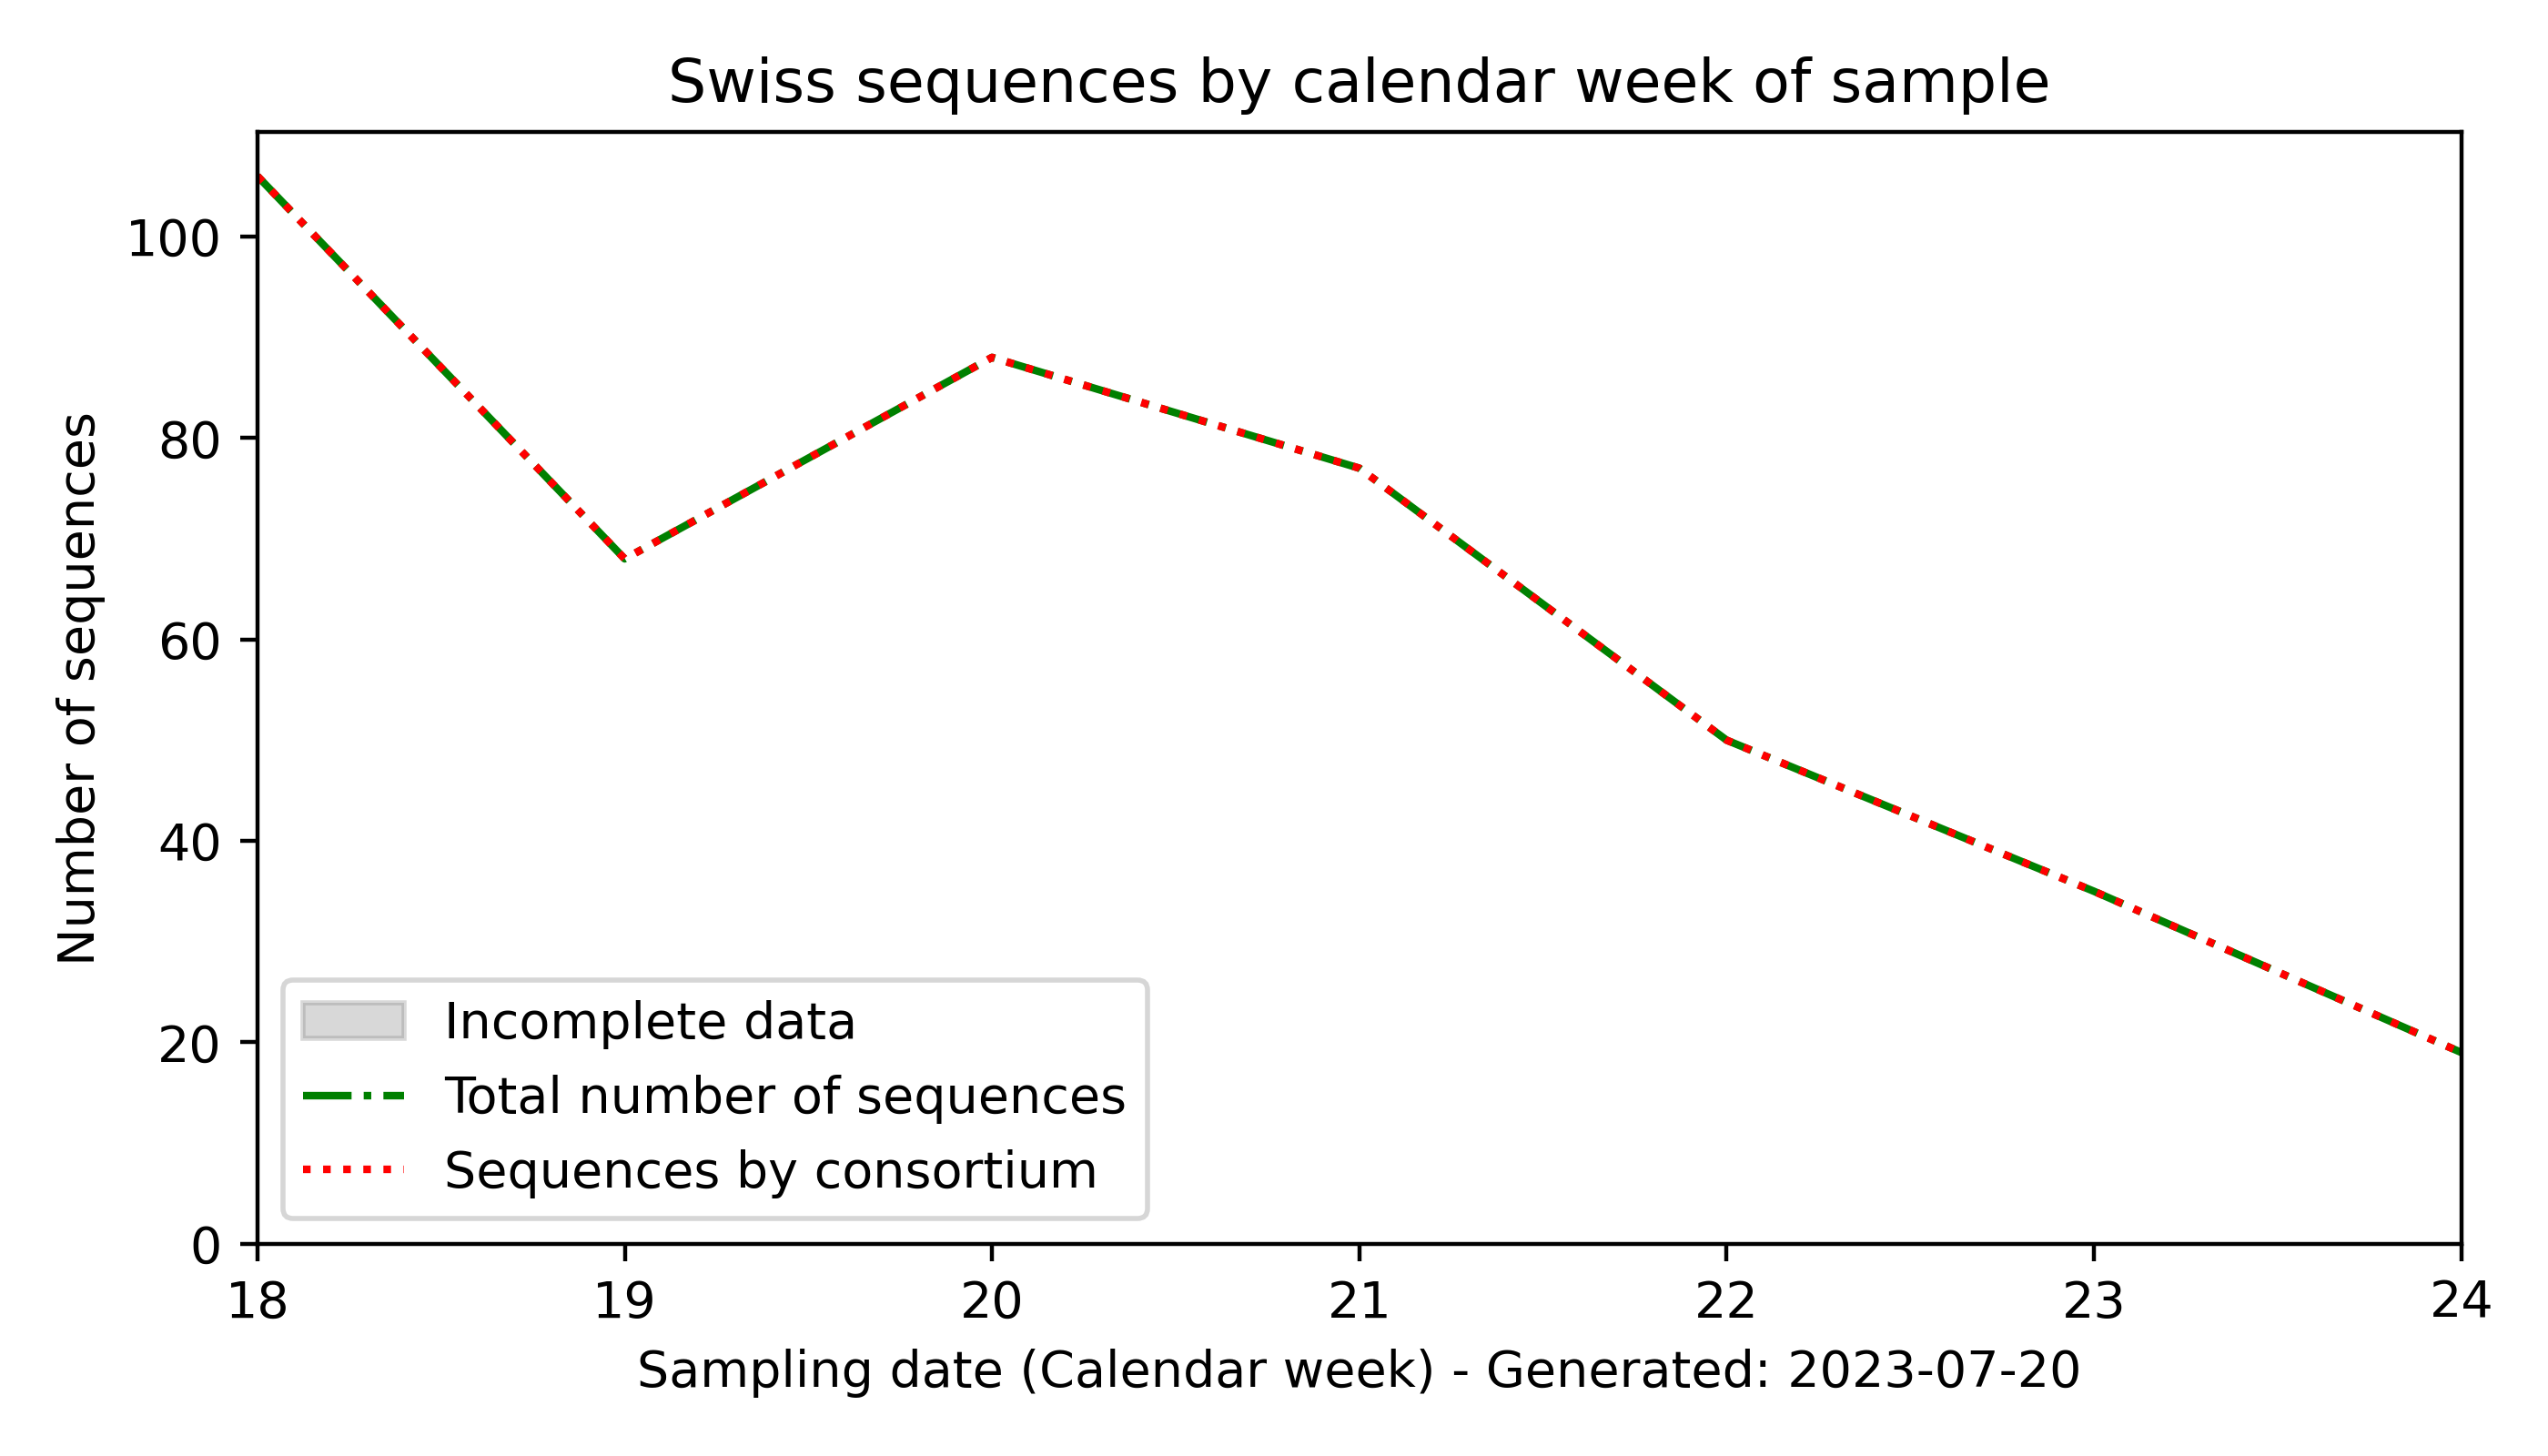 Swiss sequences by calendar week of sample
Number of sequences
100
80
60
40
20
0
Incomplete data
Total number of sequences
Sequences by consortium
18 19 20 21 22 23 24
Sampling date (Calendar week) - Generated: 2023-07-20